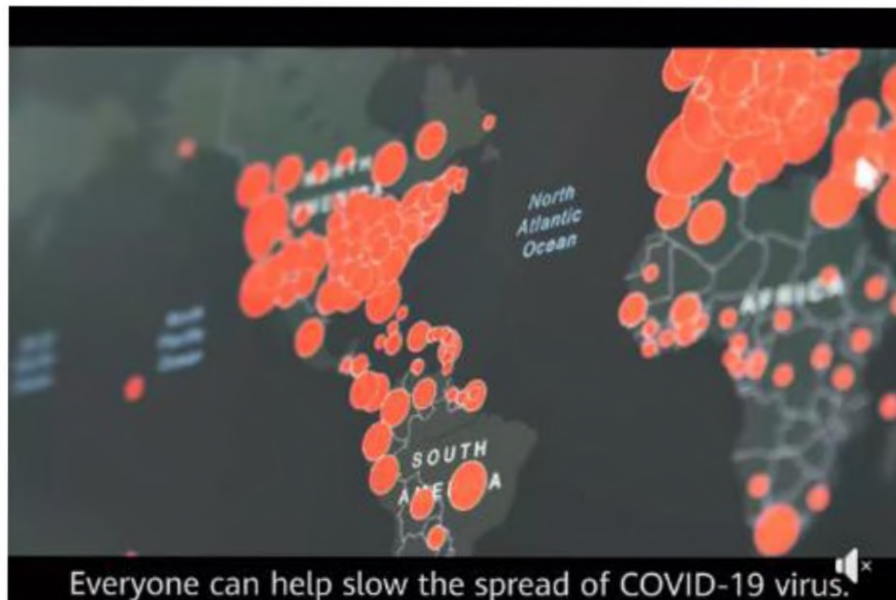 NORTH
AMERICA
North
Atlantic
Ocean
AFRICA
SOUTH
AMERICA
Everyone can help slow the spread of COVID-19 virus.